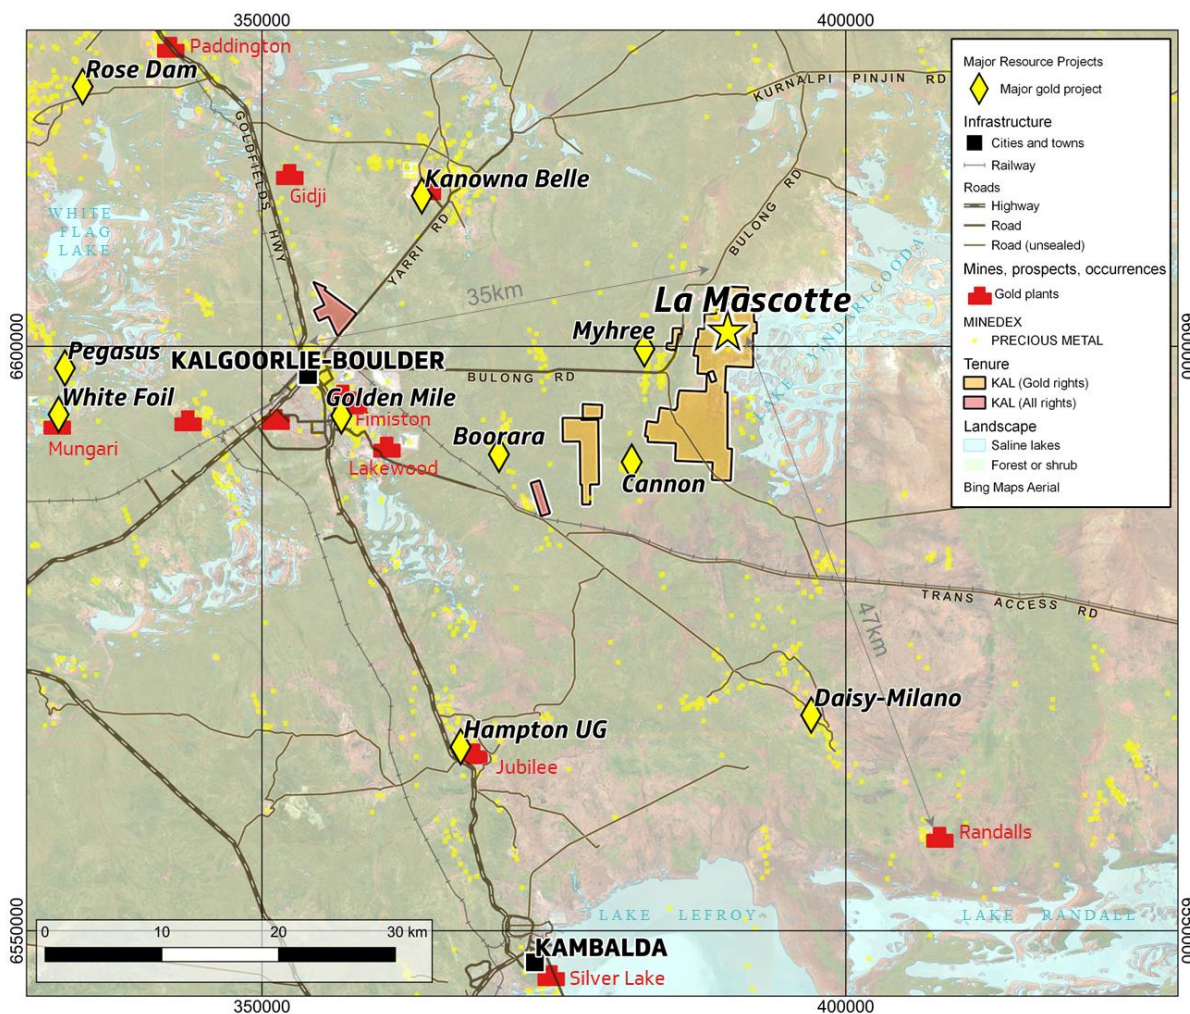 350000
400000
Paddington
Rose Dam
KURNALPI PINJIN RD
GOLDFIELDS HWY
Gidji
Kanowna Belle
WHITE
FLAG
LAKE
YARRI RD
BULONG RD
35km
La Mascotte
LAKE YINDARLGOODA
6600000
6600000
Myhree
Pegasus
KALGOORLIE-BOULDER
BULONG RD
White Foil
Golden Mile
Fimiston
Mungari
Boorara
Lakewood
Cannon
TRANS ACCESS RD
47km
Daisy-Milano
Hampton UG
Jubilee
Randalls
LAKE LEFROY
LAKE RANDALL
6550000
6550000
0
10
20
30 km
KAMBALDA
Silver Lake
350000
400000
Major Resource Projects
Major gold project
Infrastructure
Cities and towns
Railway
Roads
Highway
Road
Road (unsealed)
Mines, prospects, occurrences
Gold plants
MINEDEX
PRECIOUS METAL
Tenure
KAL (Gold rights)
KAL (All rights)
Landscape
Saline lakes
Forest or shrub
Bing Maps Aerial